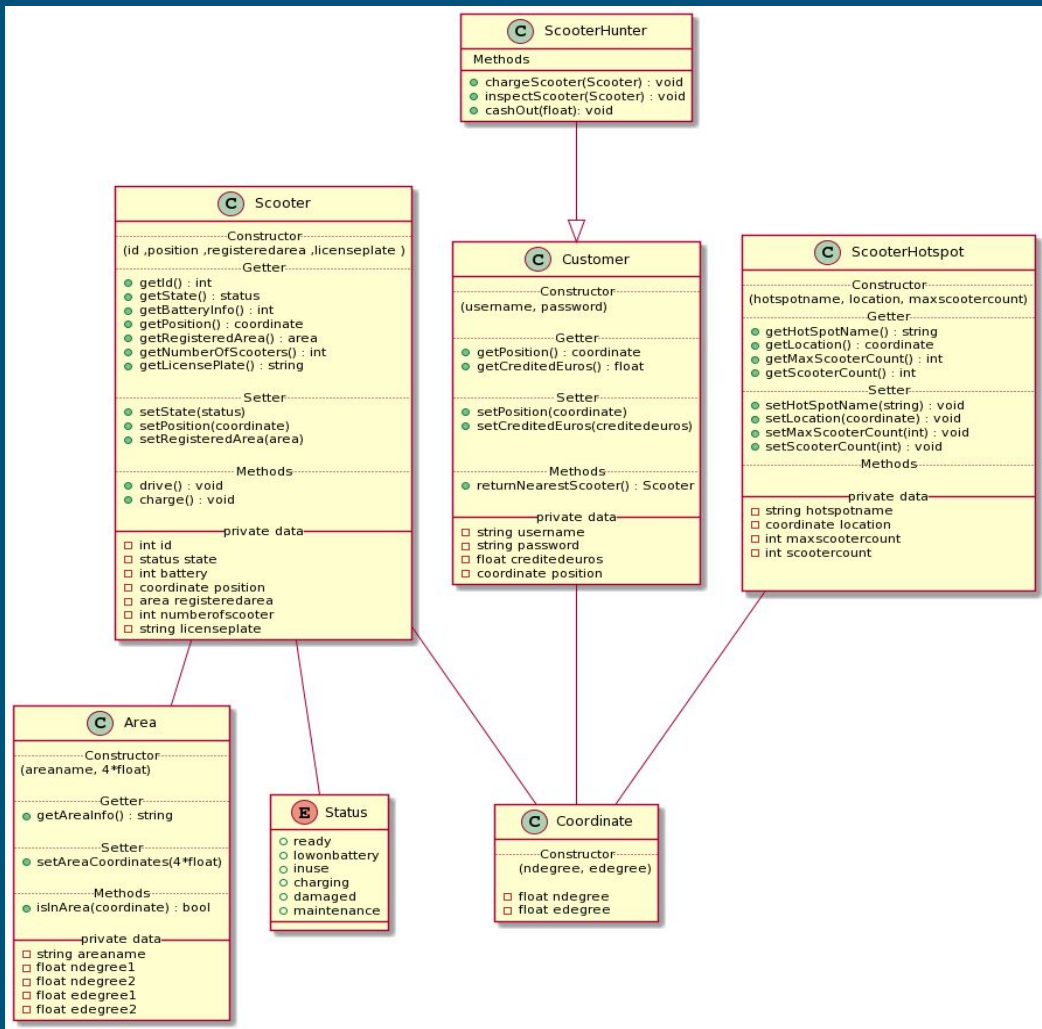 C ScooterHunter
Methods
chargeScooter(Scooter) : void
inspectScooter(Scooter) : void
cashOut(float): void
C Scooter
Constructor
(id ,position ,registeredarea ,licenseplate )
Getter
getId() : int
getState() : status
getBatteryInfo() : int
getPosition() : coordinate
getRegisteredArea() : area
getNumberOfScooters() : int
getLicensePlate() : string
Setter
setState(status)
setPosition(coordinate)
setRegisteredArea(area)
Methods
drive() : void
charge() : void
private data
int id
status state
int battery
coordinate position
area registeredarea
int numberofscooter
string licenseplate
C Customer
Constructor
(username, password)
Getter
getPosition() : coordinate
getCreditedEuros() : float
Setter
setPosition(coordinate)
setCreditedEuros(creditedeuros)
Methods
returnNearestScooter() : Scooter
private data
string username
string password
float creditedeuros
coordinate position
C ScooterHotspot
Constructor
(hotspotname, location, maxscootercount)
Getter
getHotSpotName() : string
getLocation() : coordinate
getMaxScooterCount() : int
getScooterCount() : int
Setter
setHotSpotName(string) : void
setLocation(coordinate) : void
setMaxScooterCount(int) : void
setScooterCount(int) : void
Methods
private data
string hotspotname
coordinate location
int maxscootercount
int scootercount
C Area
Constructor
(areaname, 4*float)
Getter
getAreaInfo() : string
Setter
setAreaCoordinates(4*float)
Methods
isInArea(coordinate) : bool
private data
string areaname
float ndegree1
float ndegree2
float edegree1
float edegree2
E Status
ready
lowonbattery
inuse
charging
damaged
maintenance
C Coordinate
Constructor
(ndegree, edegree)
float ndegree
float edegree